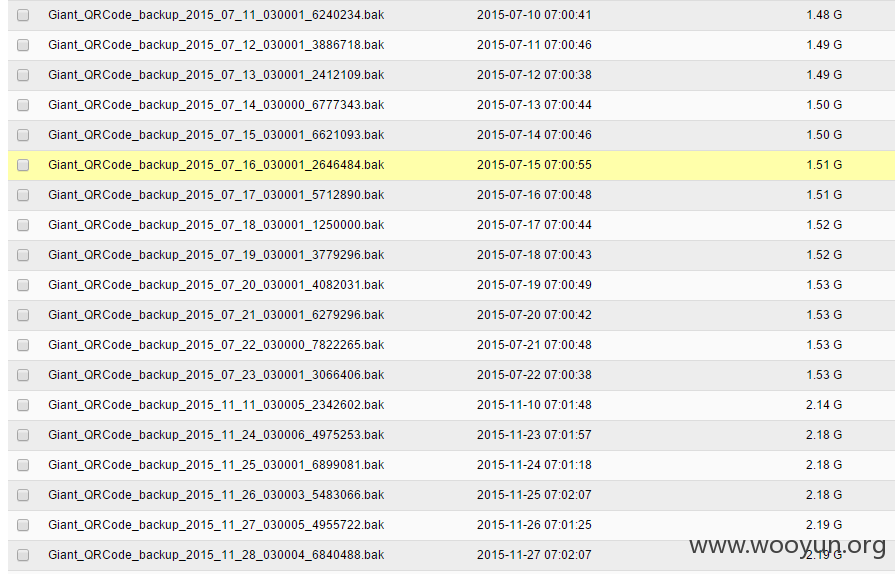 Giant_QRCode_backup_2015_07_11_030001_6240234.bak 2015-07-10 07:00:41 1.48 G
Giant_QRCode_backup_2015_07_12_030001_3886718.bak 2015-07-11 07:00:46 1.49 G
Giant_QRCode_backup_2015_07_13_030001_2412109.bak 2015-07-12 07:00:38 1.49 G
Giant_QRCode_backup_2015_07_14_030000_6777343.bak 2015-07-13 07:00:44 1.50 G
Giant_QRCode_backup_2015_07_15_030001_6621093.bak 2015-07-14 07:00:46 1.50 G
Giant_QRCode_backup_2015_07_16_030001_2646484.bak 2015-07-15 07:00:55 1.51 G
Giant_QRCode_backup_2015_07_17_030001_5712890.bak 2015-07-16 07:00:48 1.51 G
Giant_QRCode_backup_2015_07_18_030001_1250000.bak 2015-07-17 07:00:44 1.52 G
Giant_QRCode_backup_2015_07_19_030001_3779296.bak 2015-07-18 07:00:43 1.52 G
Giant_QRCode_backup_2015_07_20_030001_4082031.bak 2015-07-19 07:00:49 1.53 G
Giant_QRCode_backup_2015_07_21_030001_6279296.bak 2015-07-20 07:00:42 1.53 G
Giant_QRCode_backup_2015_07_22_030000_7822265.bak 2015-07-21 07:00:48 1.53 G
Giant_QRCode_backup_2015_07_23_030001_3066406.bak 2015-07-22 07:00:38 1.53 G
Giant_QRCode_backup_2015_11_11_030005_2342602.bak 2015-11-10 07:01:48 2.14 G
Giant_QRCode_backup_2015_11_24_030006_4975253.bak 2015-11-23 07:01:57 2.18 G
Giant_QRCode_backup_2015_11_25_030001_6899081.bak 2015-11-24 07:01:18 2.18 G
Giant_QRCode_backup_2015_11_26_030003_5483066.bak 2015-11-25 07:02:07 2.18 G
Giant_QRCode_backup_2015_11_27_030005_4955722.bak 2015-11-26 07:01:25 2.19 G
Giant_QRCode_backup_2015_11_28_030004_6840488.bak 2015-11-27 07:02:07 2.19 G
www.wooyun.org